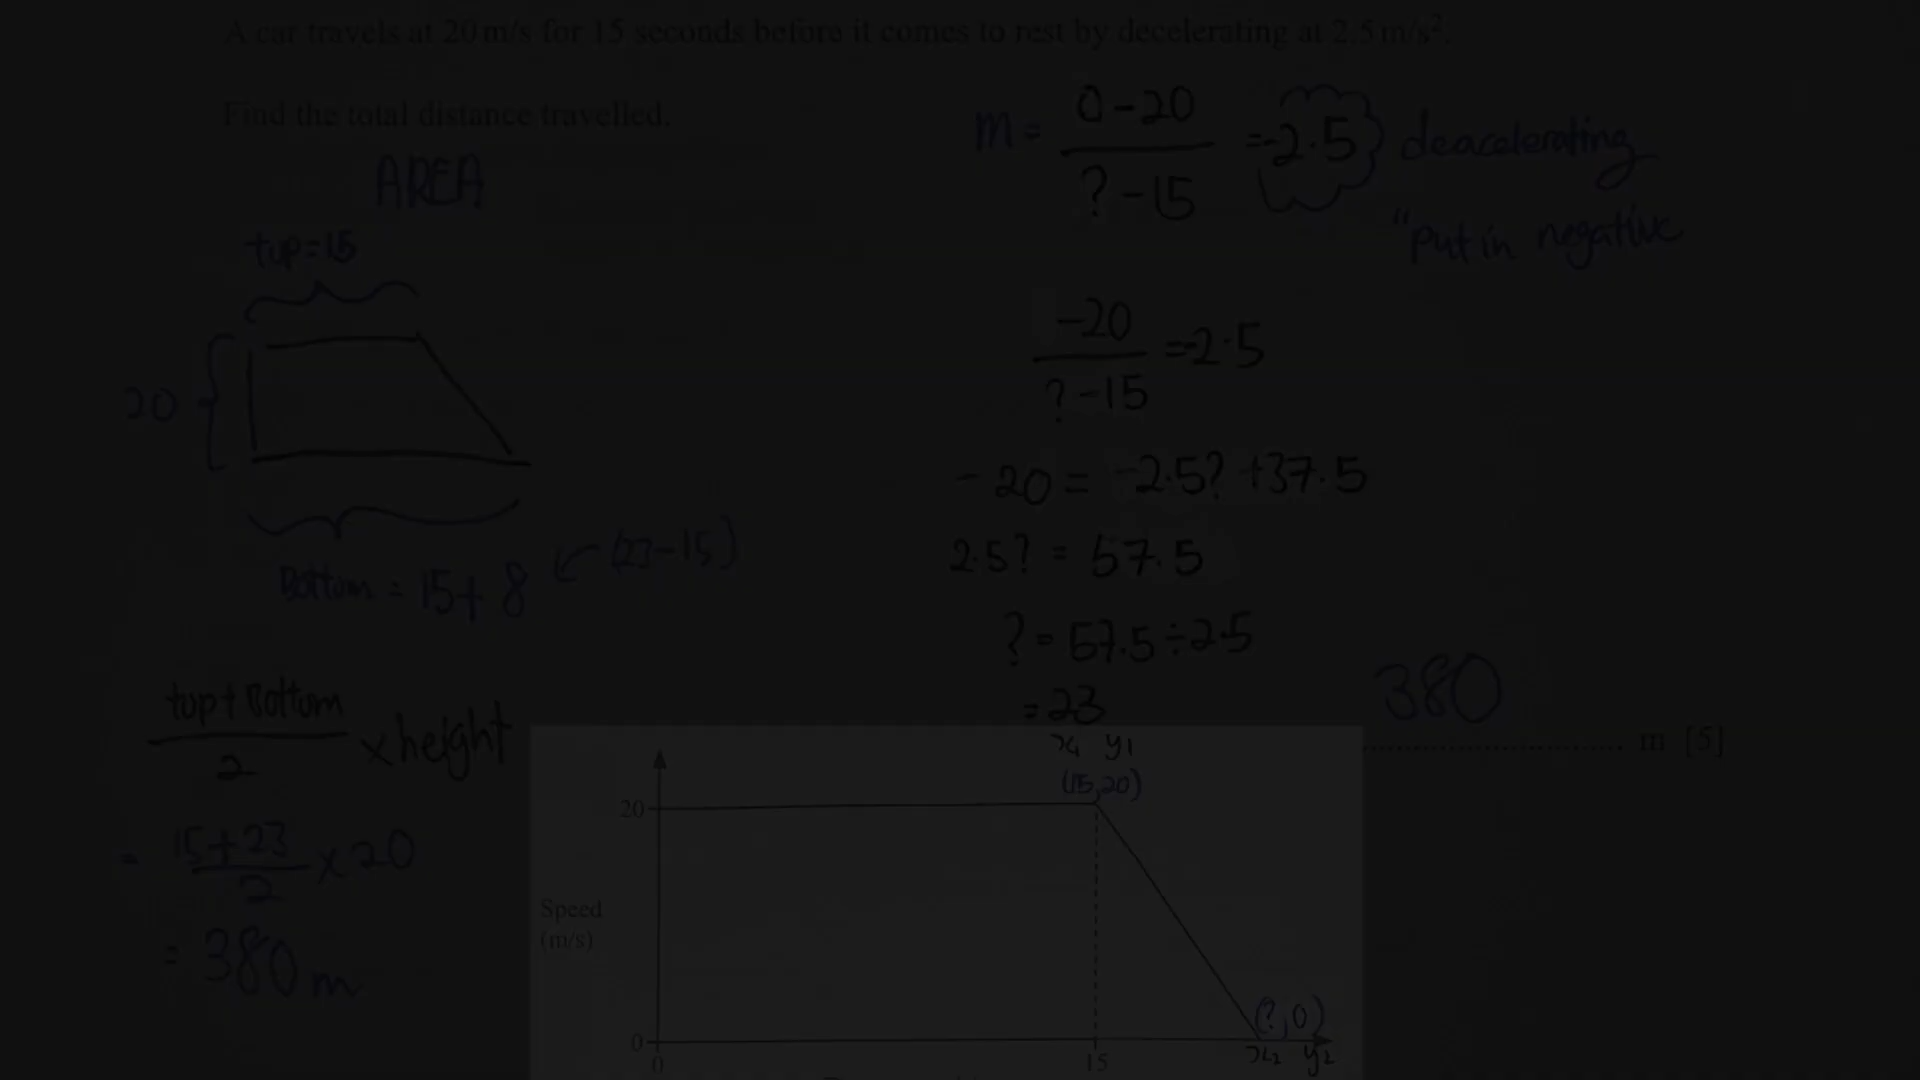 A car travels at 20 m/s for 15 seconds before it comes to rest by decelerating at 2.5 m/s².
Find the total distance travelled.
AREA
top = 15
20
Bottom = 15 + 8 (23 - 15)
top + Bottom / 2 × height
= 15 + 23 / 2 × 20
= 380 m
m = 0 - 20 / ? - 15 = -2.5 deacelerating
"put in negative
-20 / ? - 15 = -2.5
-20 = -2.5? + 37.5
2.5? = 57.5
? = 57.5 ÷ 2.5
= 23
380
m [5]
x₁ y₁
(15, 20)
20
Speed
(m/s)
(?, 0)
x₂ y₂
0
0
15